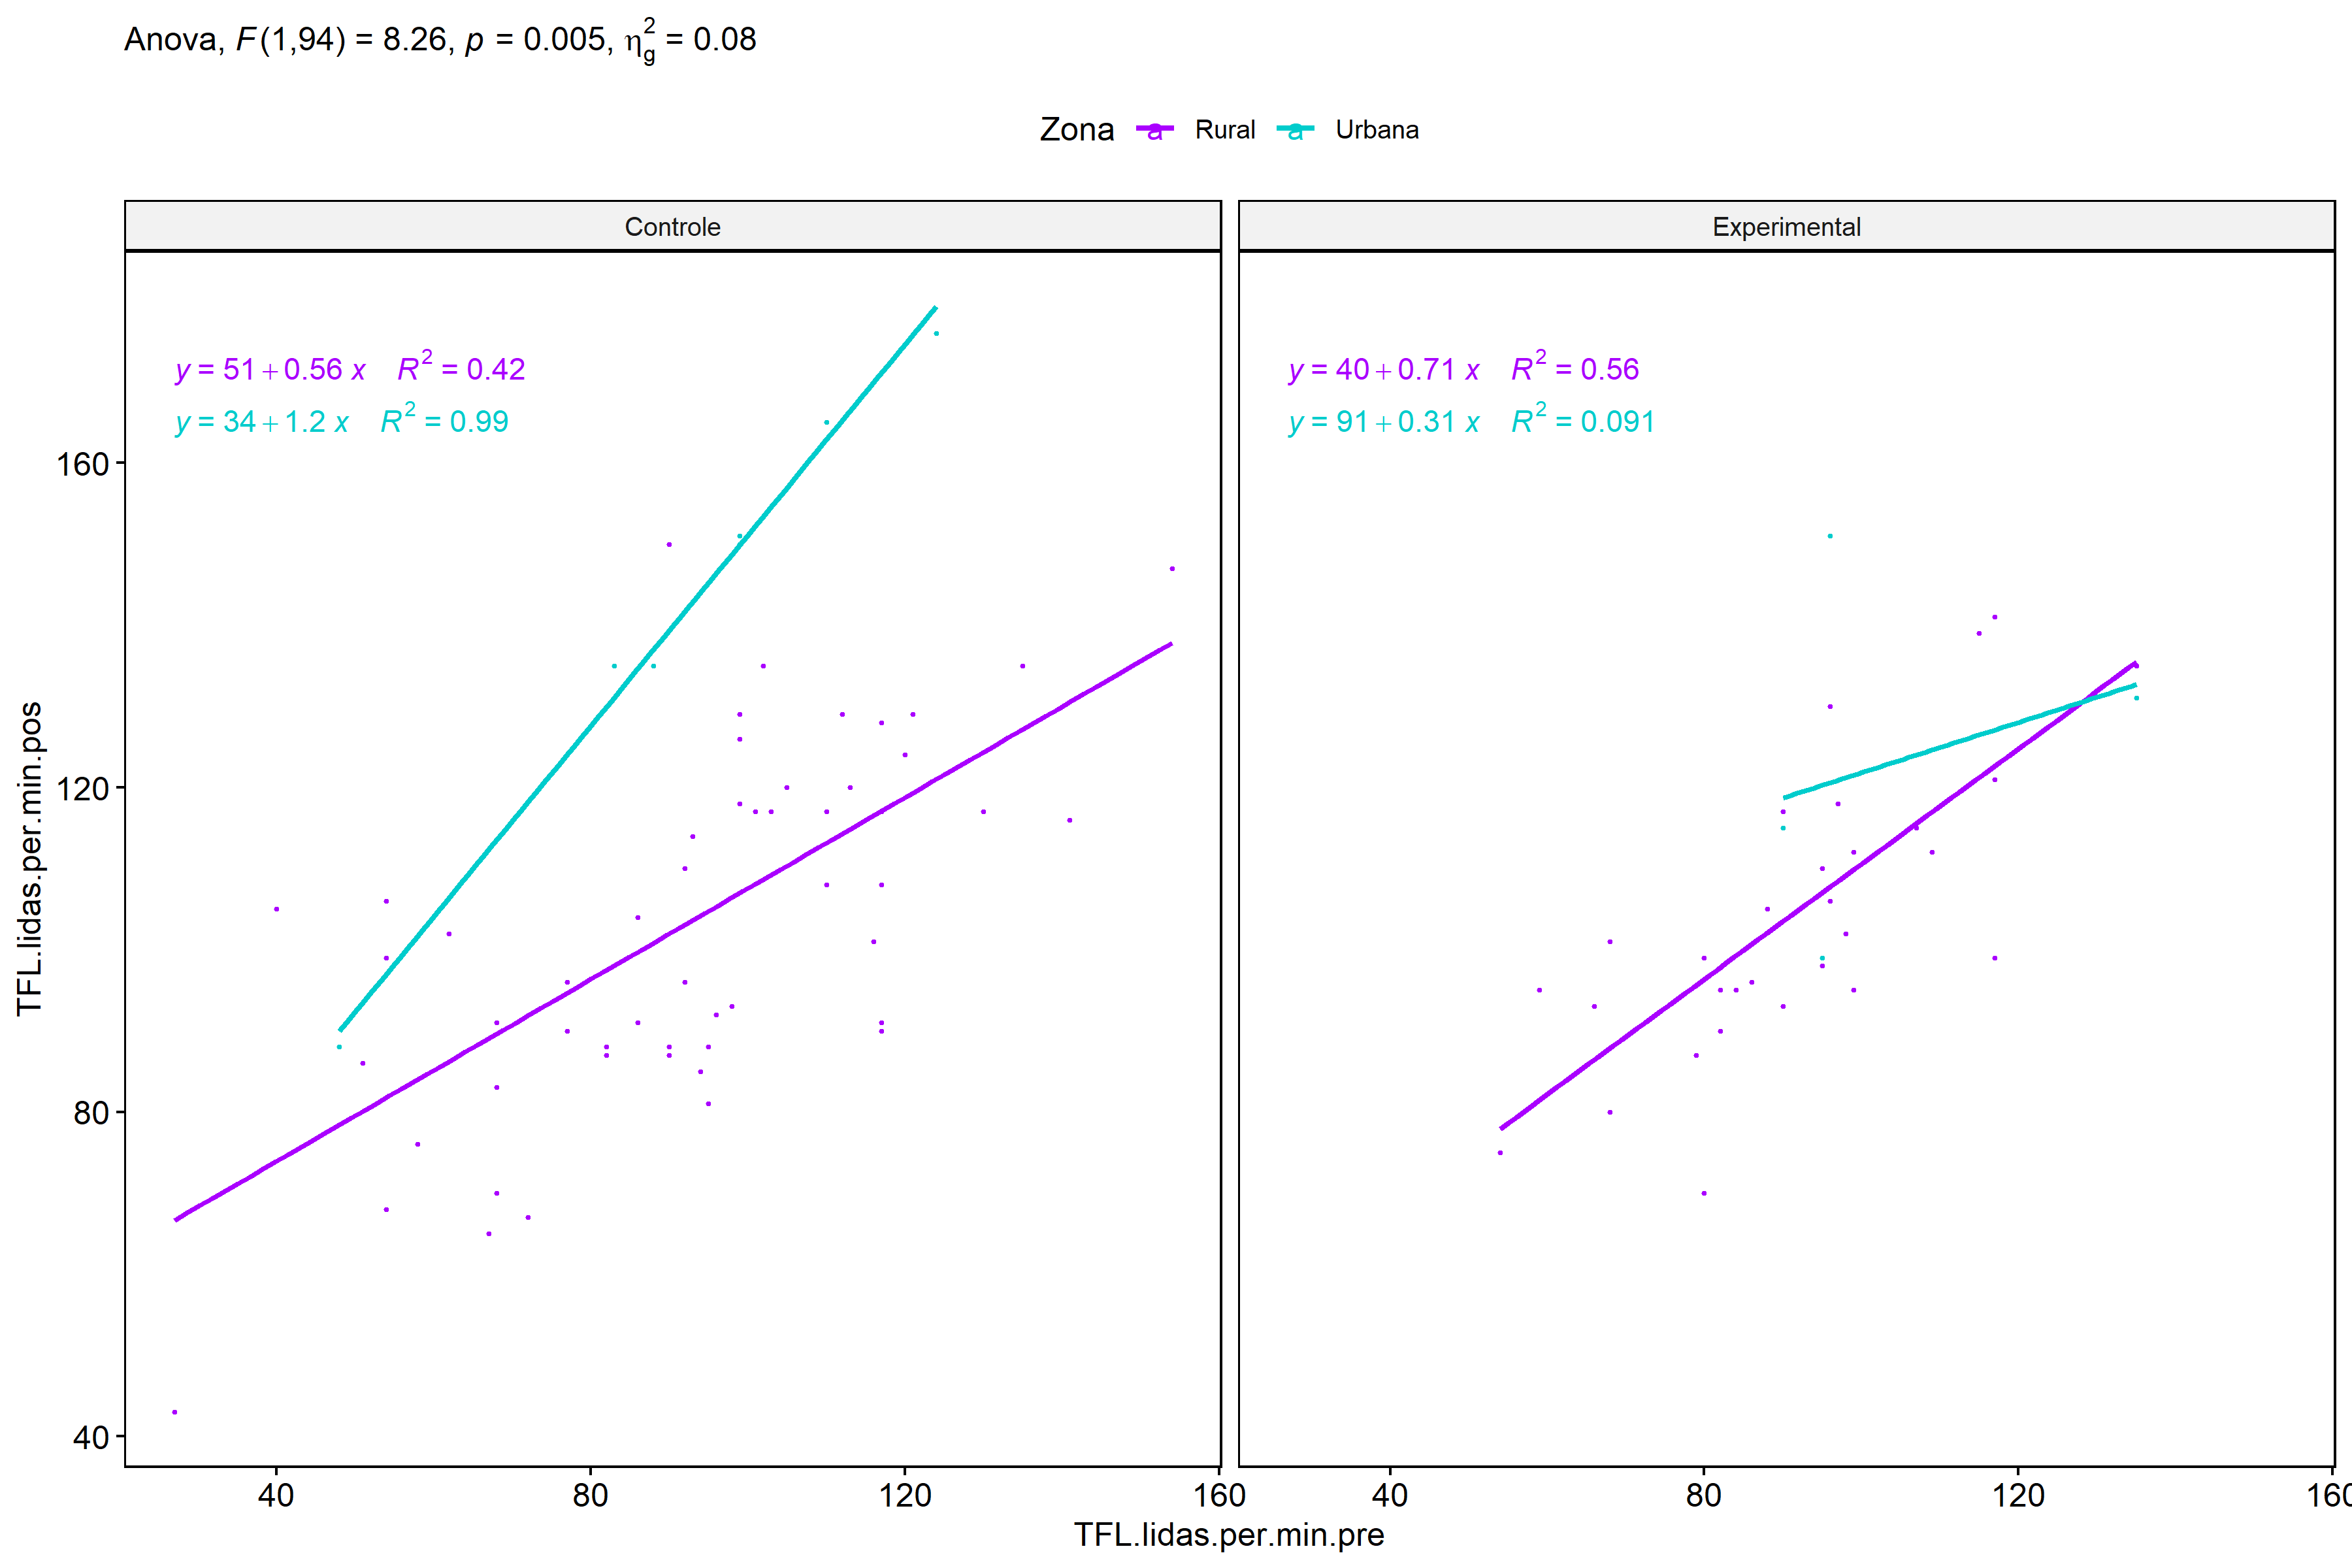 Anova, F(1,94) = 8.26, p = 0.005, η²g = 0.08
Zona a Rural a Urbana
Controle
Experimental
y = 51 + 0.56 x R² = 0.42
y = 34 + 1.2 x R² = 0.99
y = 40 + 0.71 x R² = 0.56
y = 91 + 0.31 x R² = 0.091
TFL.lidas.per.min.pos
160
120
80
40
40 80 120 160
40 80 120 160
TFL.lidas.per.min.pre